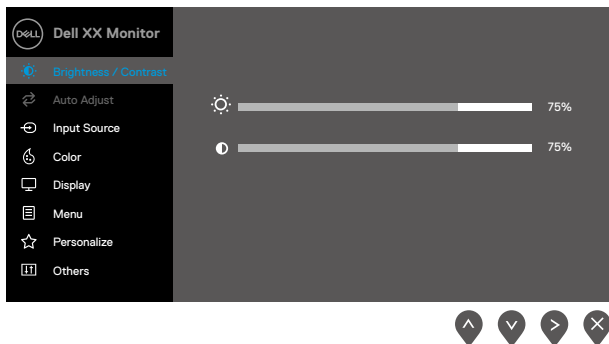 DELL Dell XX Monitor
Brightness / Contrast
Auto Adjust
75%
Input Source
Color
75%
Display
Menu
Personalize
Others